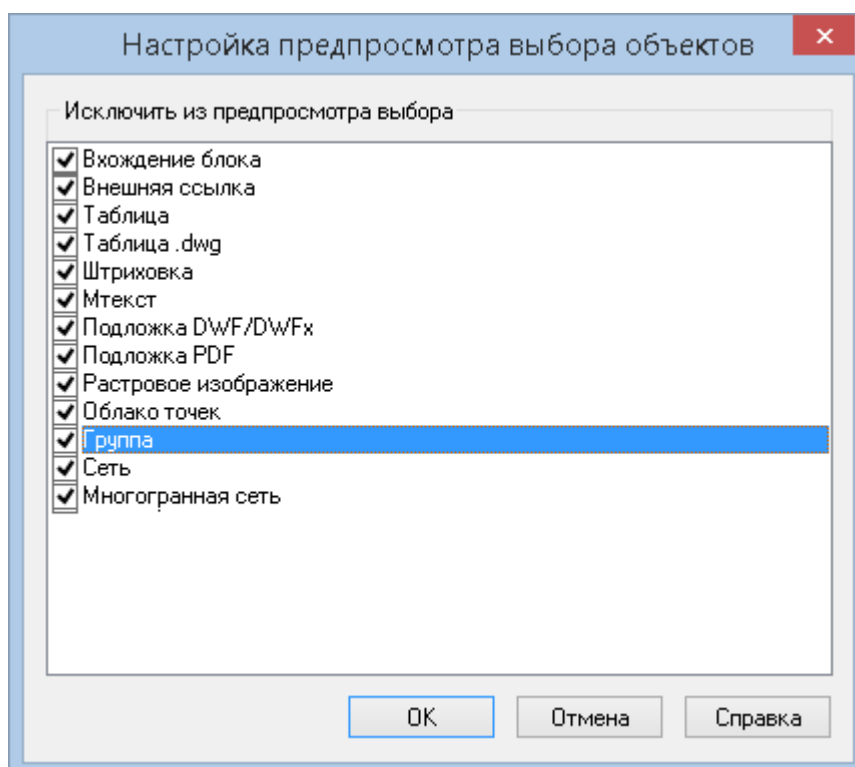 Настройка предпросмотра выбора объектов
Исключить из предпросмотра выбора
Вхождение блока
Внешняя ссылка
Таблица
Таблица .dwg
Штриховка
Мтекст
Подложка DWF/DWFx
Подложка PDF
Растровое изображение
Облако точек
Группа
Сеть
Многогранная сеть
OK Отмена Справка